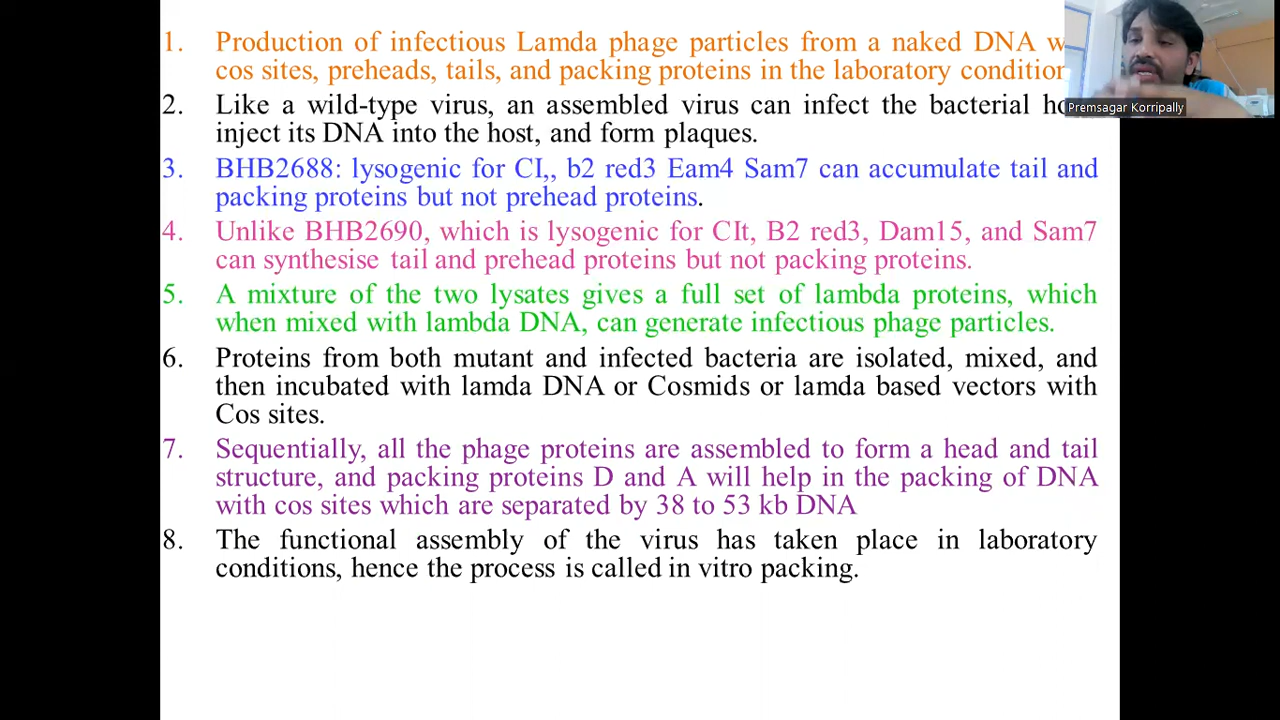 1. Production of infectious Lamda phage particles from a naked DNA
cos sites, preheads, tails, and packing proteins in the laboratory condition
Premsagar Korripally
2. Like a wild-type virus, an assembled virus can infect the bacterial
inject its DNA into the host, and form plaques.
3. BHB2688: lysogenic for CI,, b2 red3 Eam4 Sam7 can accumulate tail and
packing proteins but not prehead proteins.
4. Unlike BHB2690, which is lysogenic for CIt, B2 red3, Dam15, and Sam7
can synthesise tail and prehead proteins but not packing proteins.
5. A mixture of the two lysates gives a full set of lambda proteins, which
when mixed with lambda DNA, can generate infectious phage particles.
6. Proteins from both mutant and infected bacteria are isolated, mixed, and
then incubated with lamda DNA or Cosmids or lamda based vectors with
Cos sites.
7. Sequentially, all the phage proteins are assembled to form a head and tail
structure, and packing proteins D and A will help in the packing of DNA
with cos sites which are separated by 38 to 53 kb DNA
8. The functional assembly of the virus has taken place in laboratory
conditions, hence the process is called in vitro packing.